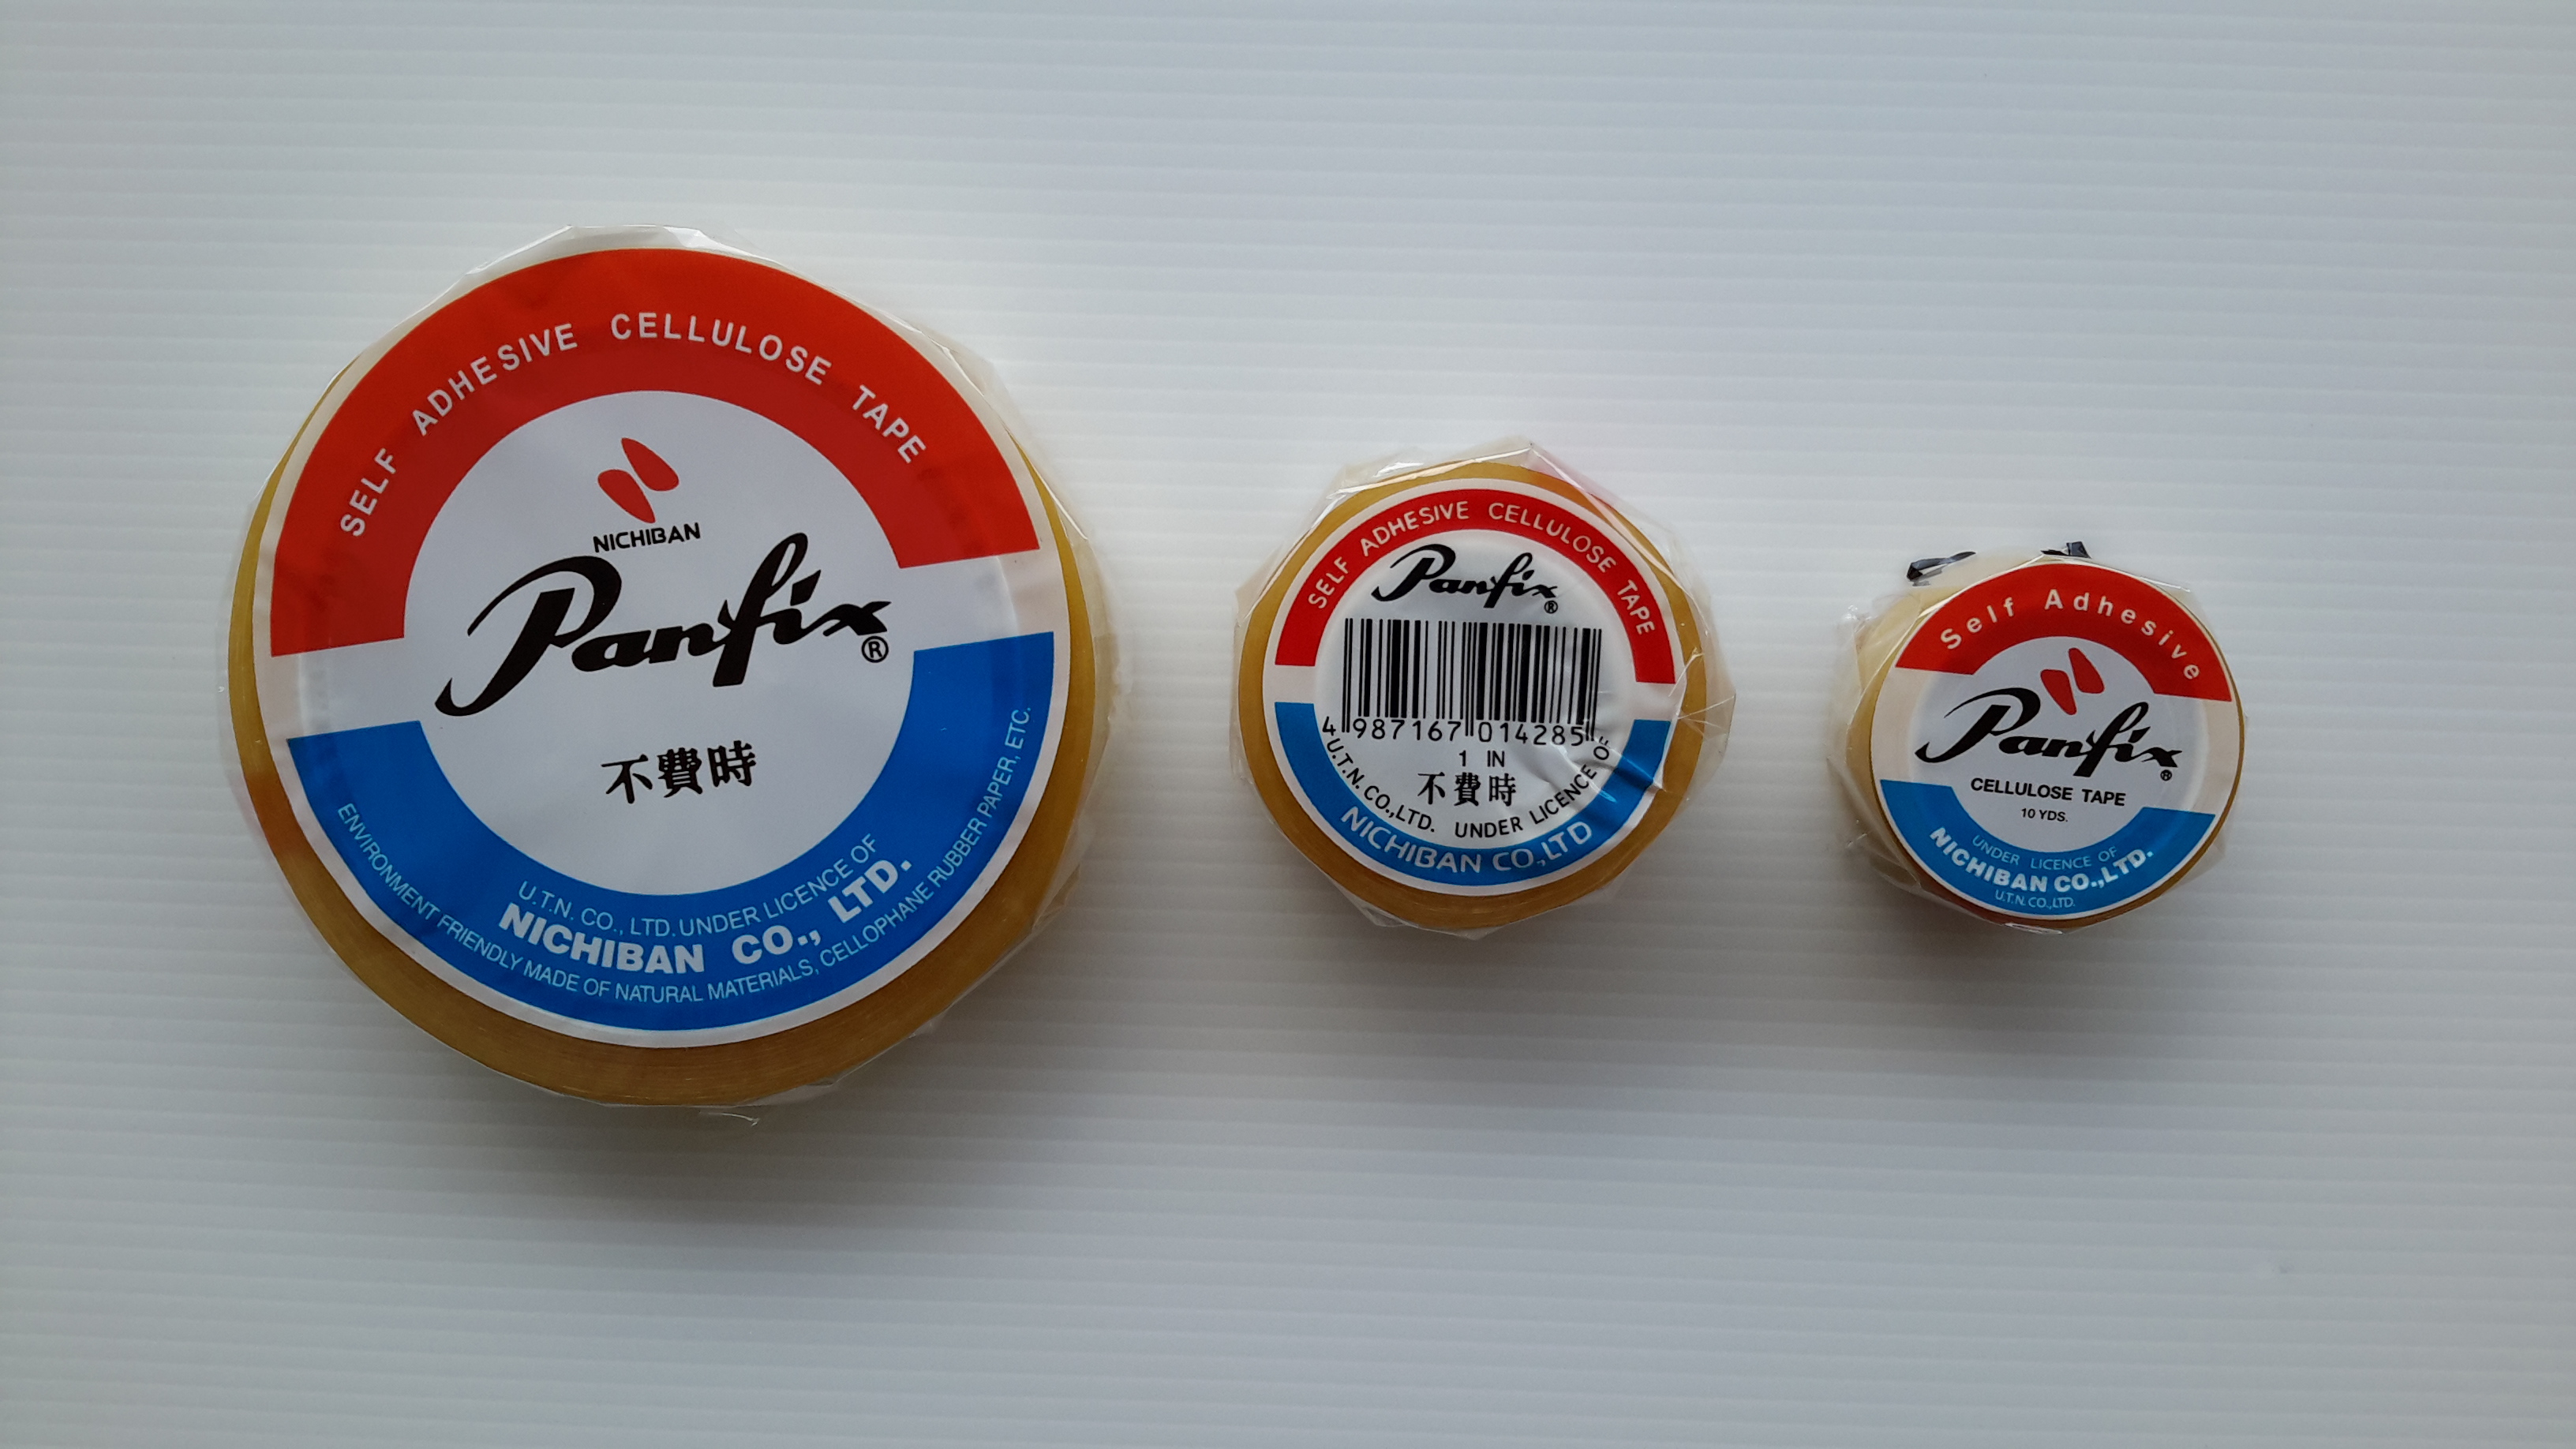 SELF ADHESIVE CELLULOSE TAPE
NICHIBAN
Panfix®
不費時
U.T.N. CO., LTD. UNDER LICENCE OF
NICHIBAN CO., LTD.
ENVIRONMENT FRIENDLY MADE OF NATURAL MATERIALS, CELLOPHANE RUBBER PAPER, ETC.
SELF ADHESIVE CELLULOSE TAPE
Panfix®
4 987167 014285
1 IN
不費時
U.T.N. CO.,LTD. UNDER LICENCE OF
NICHIBAN CO.,LTD
Self Adhesive
Panfix®
CELLULOSE TAPE
10 YDS.
UNDER LICENCE OF
NICHIBAN CO.,LTD.
U.T.N. CO.,LTD.